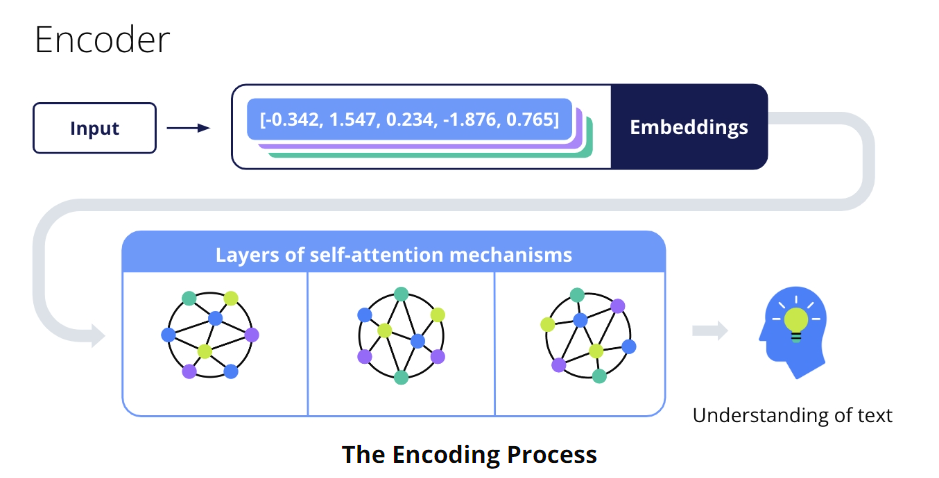 Encoder
Input
[-0.342, 1.547, 0.234, -1.876, 0.765]
Embeddings
Layers of self-attention mechanisms
Understanding of text
The Encoding Process